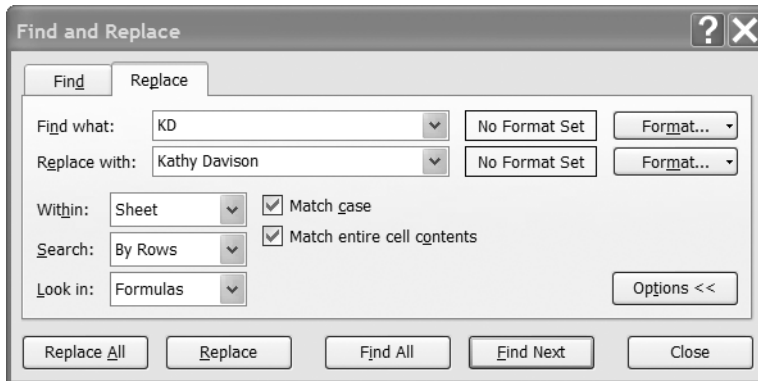 Find and Replace ?
Find Replace
Find what: KD No Format Set Format...
Replace with: Kathy Davison No Format Set Format...
Within: Sheet Match case
Match entire cell contents
Search: By Rows
Look in: Formulas Options <<
Replace All Replace Find All Find Next Close